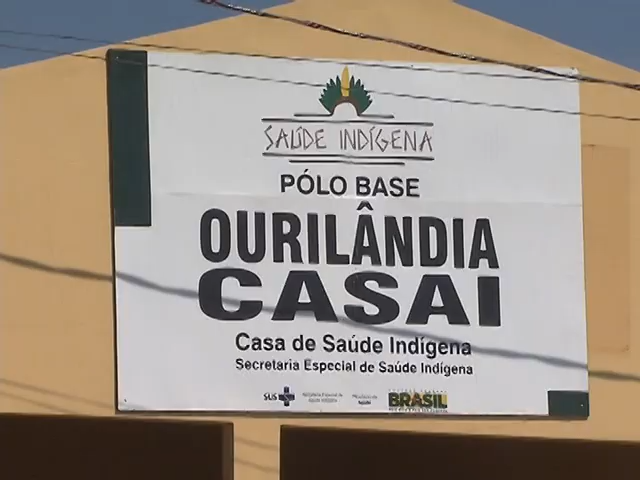 SAÚDE INDÍGENA
PÓLO BASE
OURILÂNDIA
CASAI
Casa de Saúde Indígena
Secretaria Especial de Saúde Indígena
SUS
BRASIL